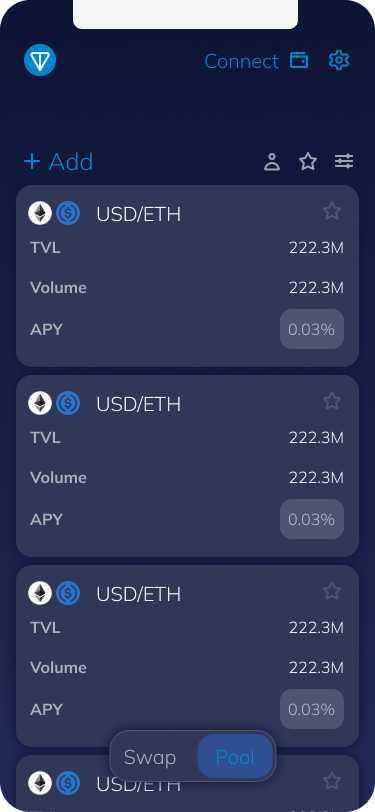 Connect
Add
USD/ETH
TVL 222.3M
Volume 222.3M
APY 0.03%
USD/ETH
TVL 222.3M
Volume 222.3M
APY 0.03%
USD/ETH
TVL 222.3M
Volume 222.3M
APY 0.03%
Swap Pool
USD/ETH